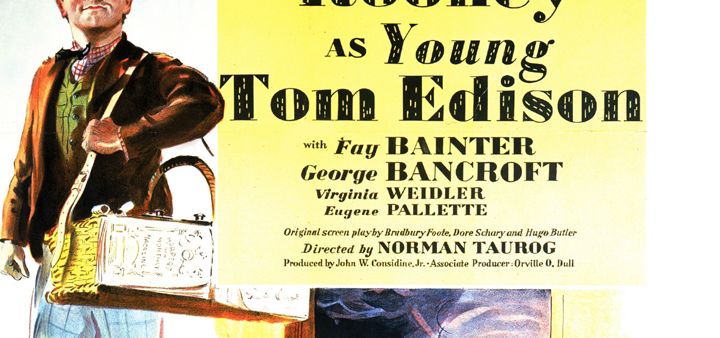 Rooney
AS Young
Tom Edison
with Fay BAINTER
George BANCROFT
Virginia WEIDLER
Eugene PALLETTE
Original screen play by Bradbury Foote, Dore Schary and Hugo Butler
Directed by NORMAN TAUROG
Produced by John W. Considine, Jr. • Associate Producer: Orville O. Dull